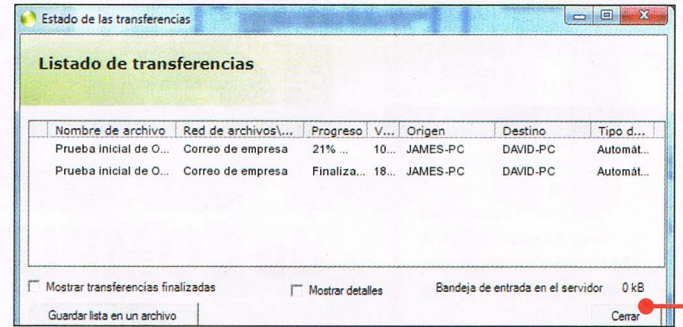 Estado de las transferencias
Listado de transferencias
Nombre de archivo Red de archivos\... Progreso V... Origen Destino Tipo d...
Prueba inicial de O... Correo de empresa 21% ... 10... JAMES-PC DAVID-PC Automát...
Prueba inicial de O... Correo de empresa Finaliza... 18... JAMES-PC DAVID-PC Automát...
Mostrar transferencias finalizadas Mostrar detalles Bandeja de entrada en el servidor 0 kB
Guardar lista en un archivo Cerrar